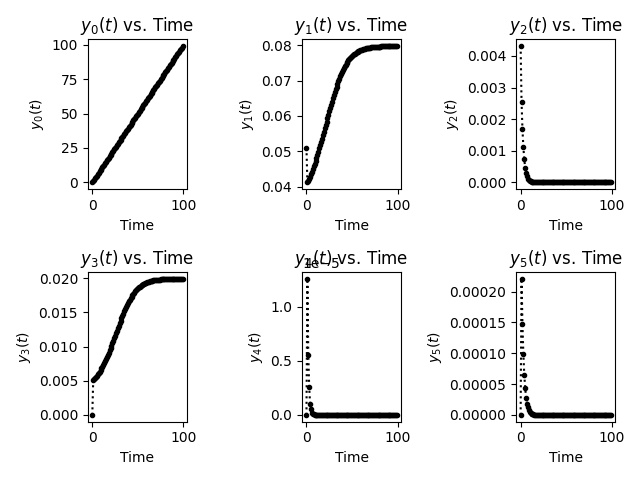 y₀(t) vs. Time
100
75
50
25
0
y₀(t)
0
100
Time
y₁(t) vs. Time
0.08
0.07
0.06
0.05
0.04
y₁(t)
0
100
Time
y₂(t) vs. Time
0.004
0.003
0.002
0.001
0.000
y₂(t)
0
100
Time
y₃(t) vs. Time
0.020
0.015
0.010
0.005
0.000
y₃(t)
0
100
Time
(t) vs. Time
1.0
0.5
0.0
y₄(t)
0
100
Time
y₅(t) vs. Time
0.00020
0.00015
0.00010
0.00005
0.00000
y₅(t)
0
100
Time